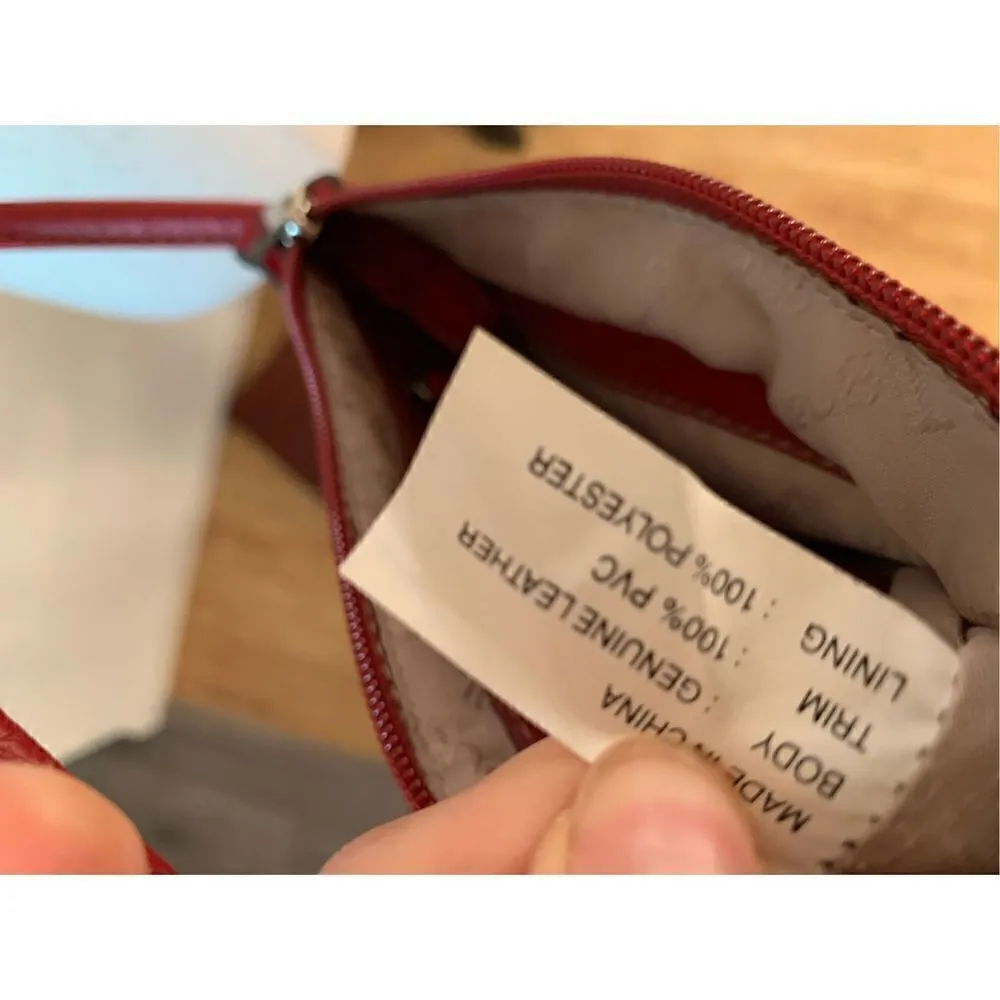 MADE IN CHINA
BODY : GENUINE LEATHER
TRIM : 100% PVC
LINING : 100% POLYESTER